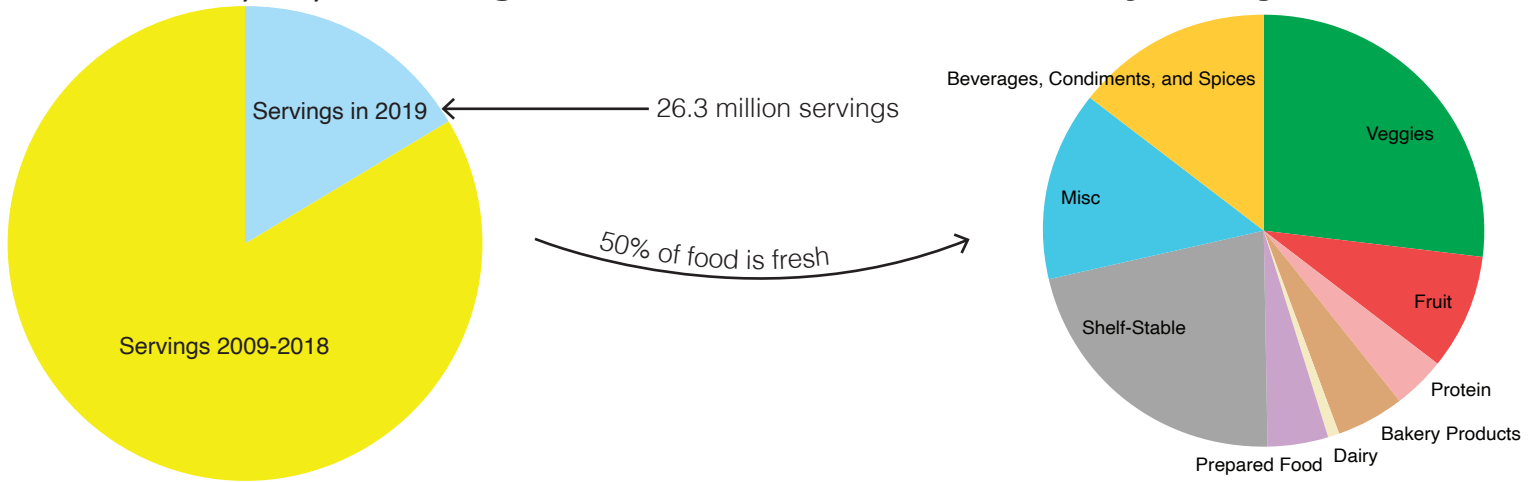 Servings in 2019
26.3 million servings
50% of food is fresh
Servings 2009-2018
Beverages, Condiments, and Spices
Veggies
Misc
Fruit
Shelf-Stable
Protein
Bakery Products
Dairy
Prepared Food